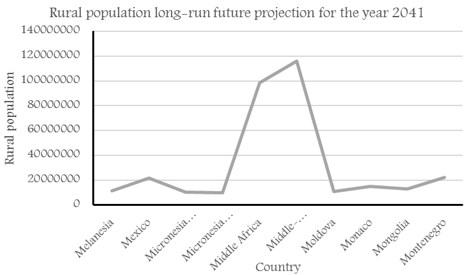 Rural population long-run future projection for the year 2041
Rural population
140000000
120000000
100000000
80000000
60000000
40000000
20000000
0
Melanesia
Mexico
Micronesia…
Micronesia…
Middle Africa
Middle-…
Moldova
Monaco
Mongolia
Montenegro
Country